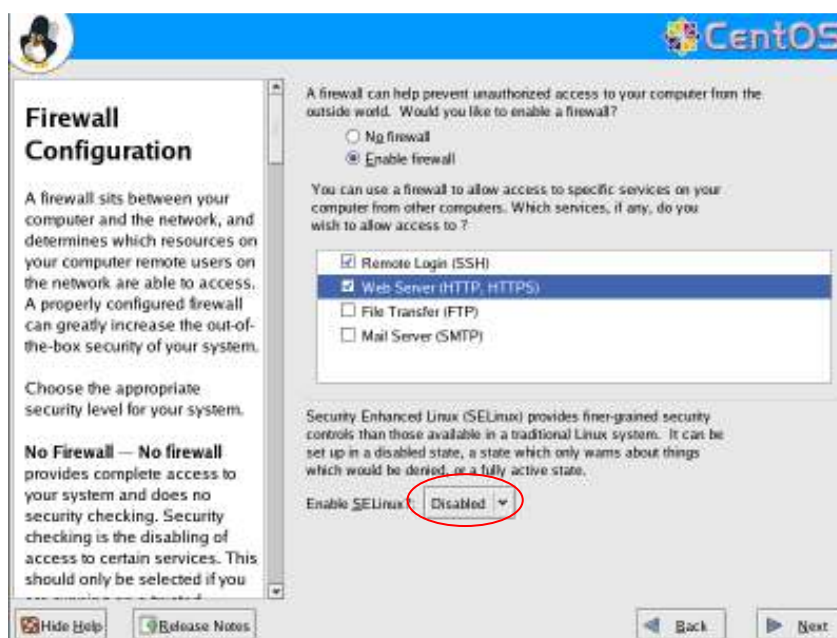 CentOS
Firewall
Configuration
A firewall sits between your
computer and the network, and
determines which resources on
your computer remote users on
the network are able to access.
A properly configured firewall
can greatly increase the out-of-
the-box security of your system.
Choose the appropriate
security level for your system.
No Firewall — No firewall
provides complete access to
your system and does no
security checking. Security
checking is the disabling of
access to certain services. This
should only be selected if you
A firewall can help prevent unauthorized access to your computer from the
outside world. Would you like to enable a firewall?
No firewall
Enable firewall
You can use a firewall to allow access to specific services on your
computer from other computers. Which services, if any, do you
wish to allow access to ?
Remote Login (SSH)
Web Server (HTTP, HTTPS)
File Transfer (FTP)
Mail Server (SMTP)
Security Enhanced Linux (SELinux) provides finer-grained security
controls than those available in a traditional Linux system. It can be
set up in a disabled state, a state which only warns about things
which would be denied, or a fully active state.
Enable SELinux?: Disabled
Hide Help
Release Notes
Back
Next